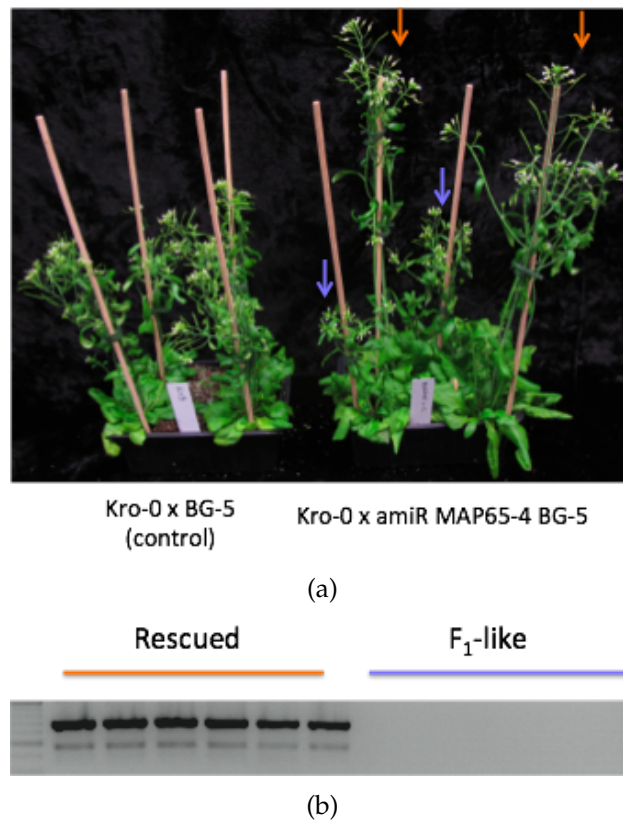 Kro-0 x BG-5 Kro-0 x amiR MAP65-4 BG-5
(control)
(a)
Rescued F₁-like
(b)